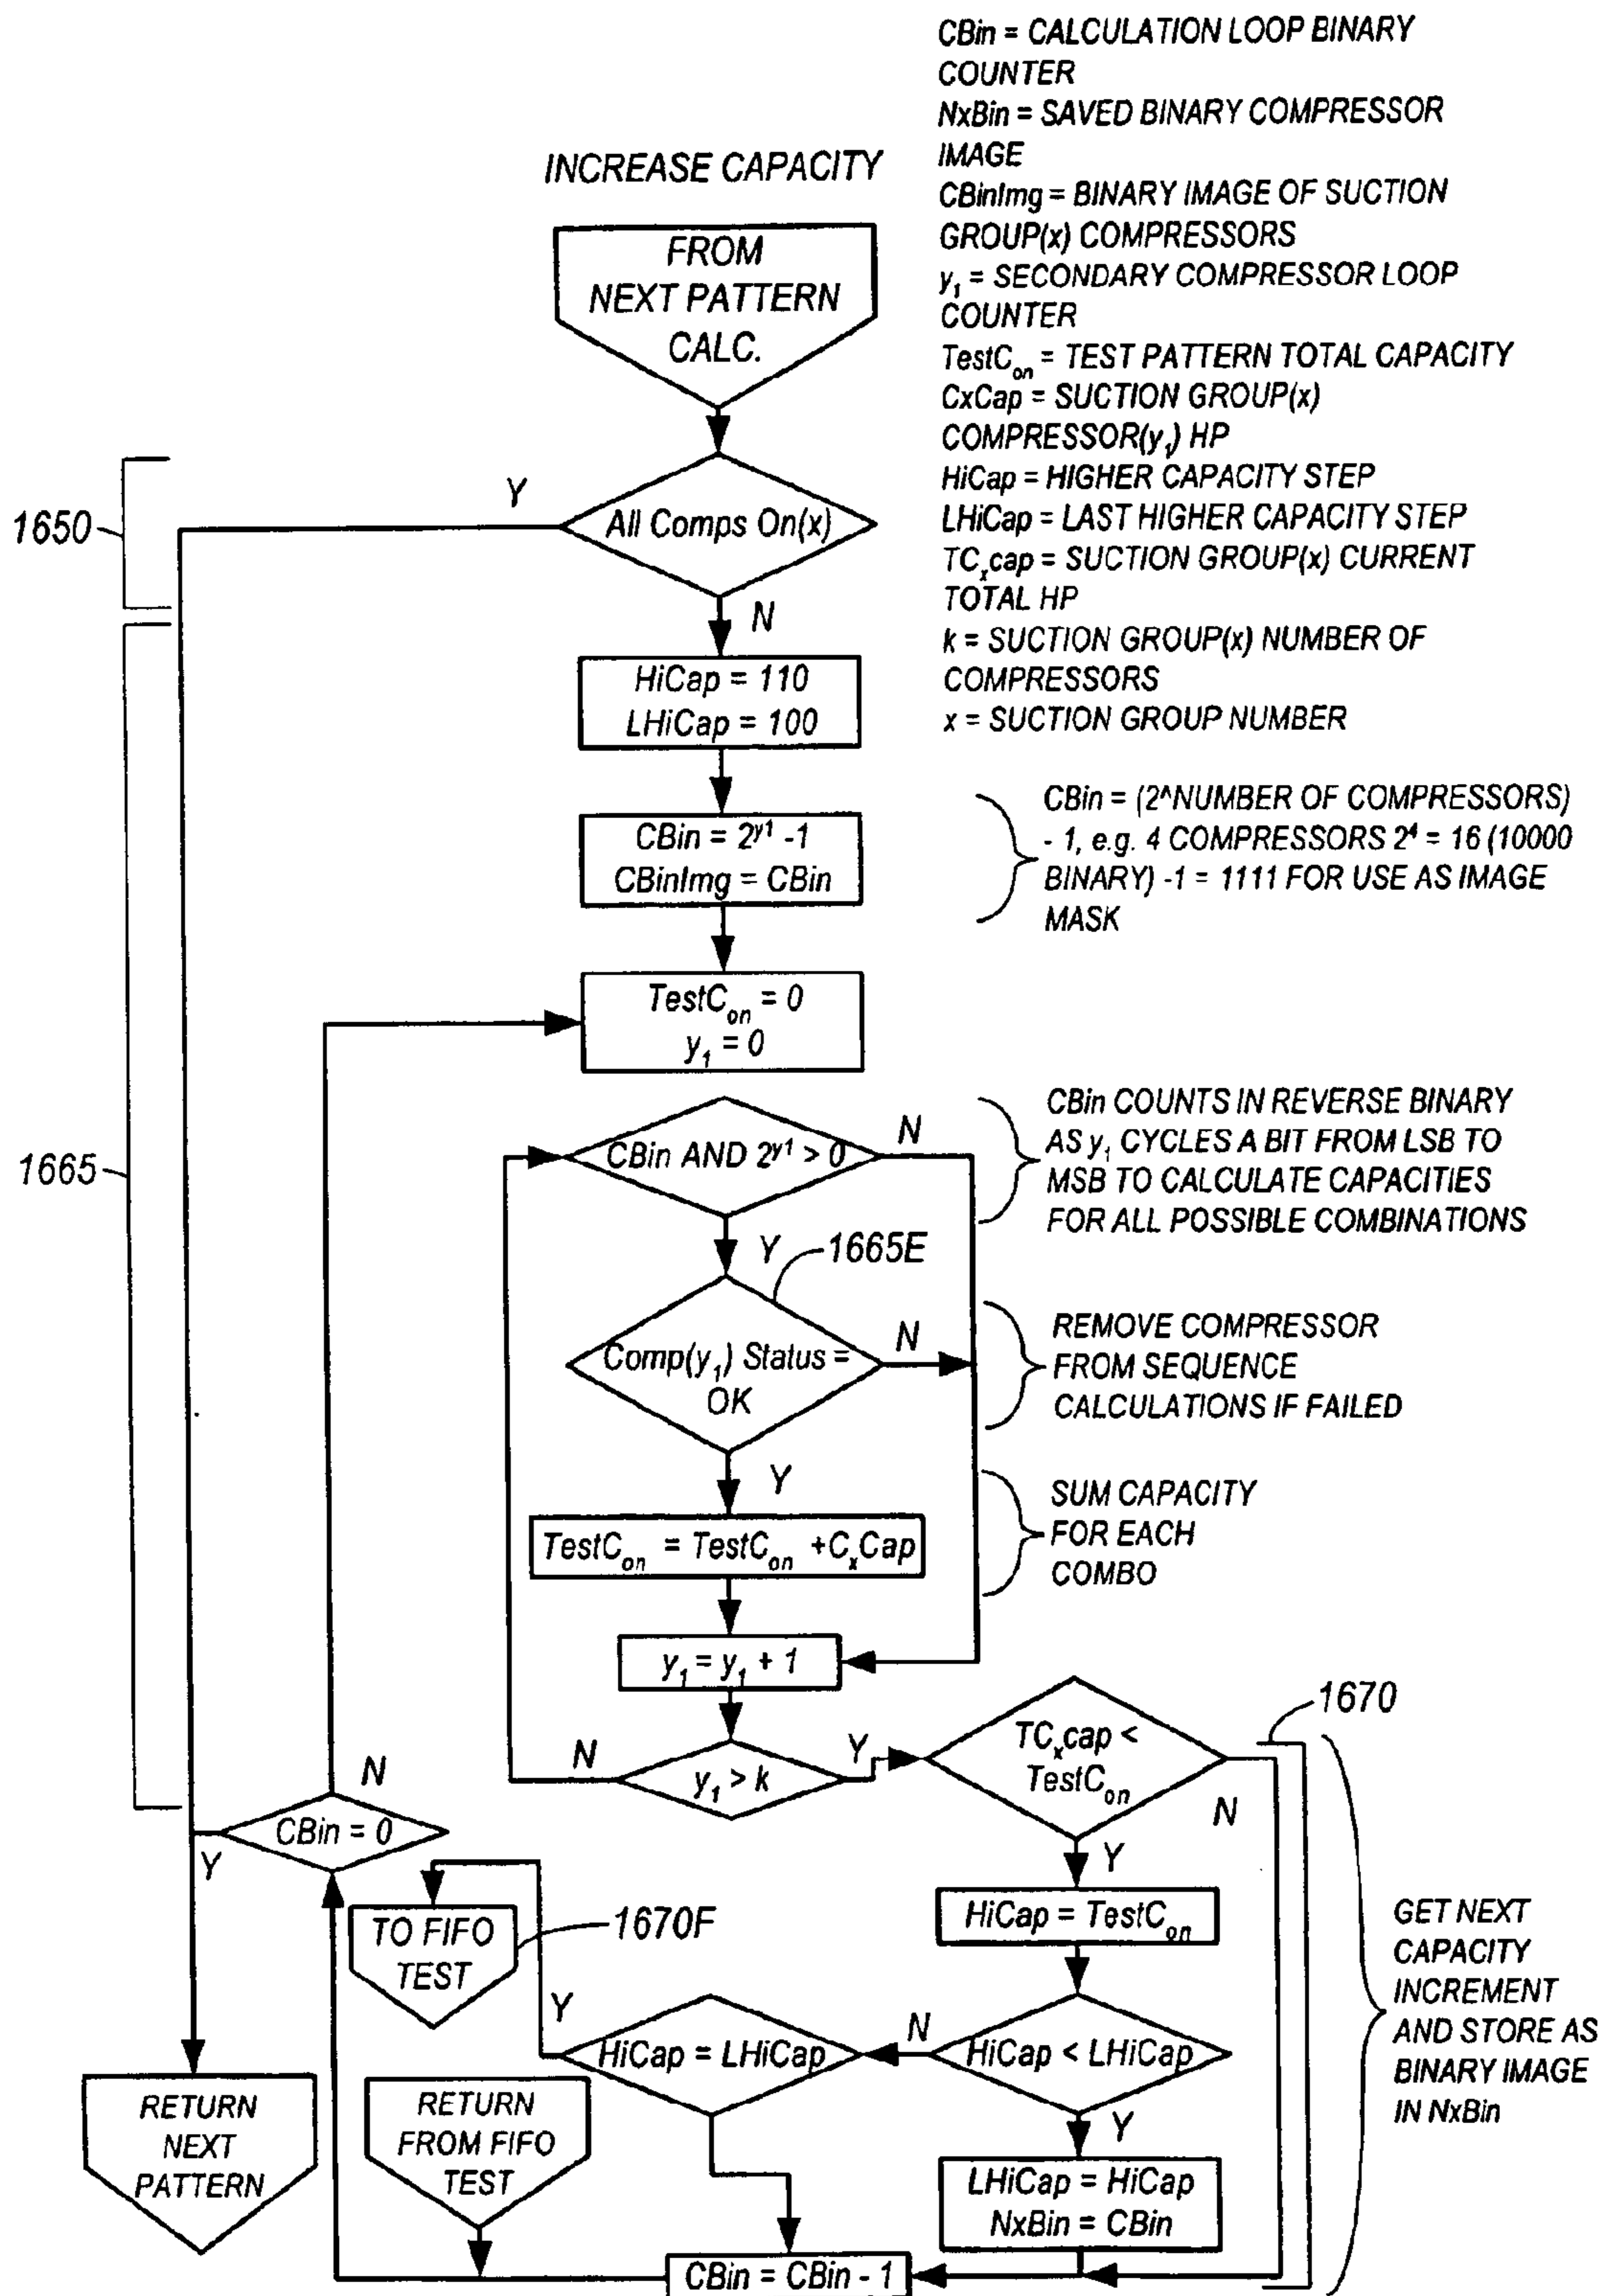 CBin = CALCULATION LOOP BINARY
COUNTER
NxBin = SAVED BINARY COMPRESSOR
IMAGE
CBinImg = BINARY IMAGE OF SUCTION
GROUP(x) COMPRESSORS
y₁ = SECONDARY COMPRESSOR LOOP
COUNTER
TestCₒₙ = TEST PATTERN TOTAL CAPACITY
CxCap = SUCTION GROUP(x)
COMPRESSOR(y₁) HP
HiCap = HIGHER CAPACITY STEP
LHiCap = LAST HIGHER CAPACITY STEP
TCₓcap = SUCTION GROUP(x) CURRENT
TOTAL HP
k = SUCTION GROUP(x) NUMBER OF
COMPRESSORS
x = SUCTION GROUP NUMBER
INCREASE CAPACITY
FROM
NEXT PATTERN
CALC.
1650
Y
All Comps On(x)
N
HiCap = 110
LHiCap = 100
CBin = 2^y1 -1
CBinImg = CBin
CBin = (2^NUMBER OF COMPRESSORS)
- 1, e.g. 4 COMPRESSORS 2⁴ = 16 (10000
BINARY) -1 = 1111 FOR USE AS IMAGE
MASK
TestCₒₙ = 0
y₁ = 0
1665
CBin AND 2^y1 > 0
N
CBin COUNTS IN REVERSE BINARY
AS y₁ CYCLES A BIT FROM LSB TO
MSB TO CALCULATE CAPACITIES
FOR ALL POSSIBLE COMBINATIONS
Y
1665E
Comp(y₁) Status =
OK
N
REMOVE COMPRESSOR
FROM SEQUENCE
CALCULATIONS IF FAILED
Y
TestCₒₙ = TestCₒₙ +CₓCap
SUM CAPACITY
FOR EACH
COMBO
y₁ = y₁ + 1
N
y₁ > k
Y
TCₓcap <
TestCₒₙ
N
1670
N
CBin = 0
Y
Y
HiCap = TestCₒₙ
TO FIFO
TEST
1670F
GET NEXT
CAPACITY
INCREMENT
AND STORE AS
BINARY IMAGE
IN NxBin
Y
HiCap = LHiCap
N
HiCap < LHiCap
RETURN
NEXT
PATTERN
RETURN
FROM FIFO
TEST
Y
LHiCap = HiCap
NxBin = CBin
CBin = CBin - 1